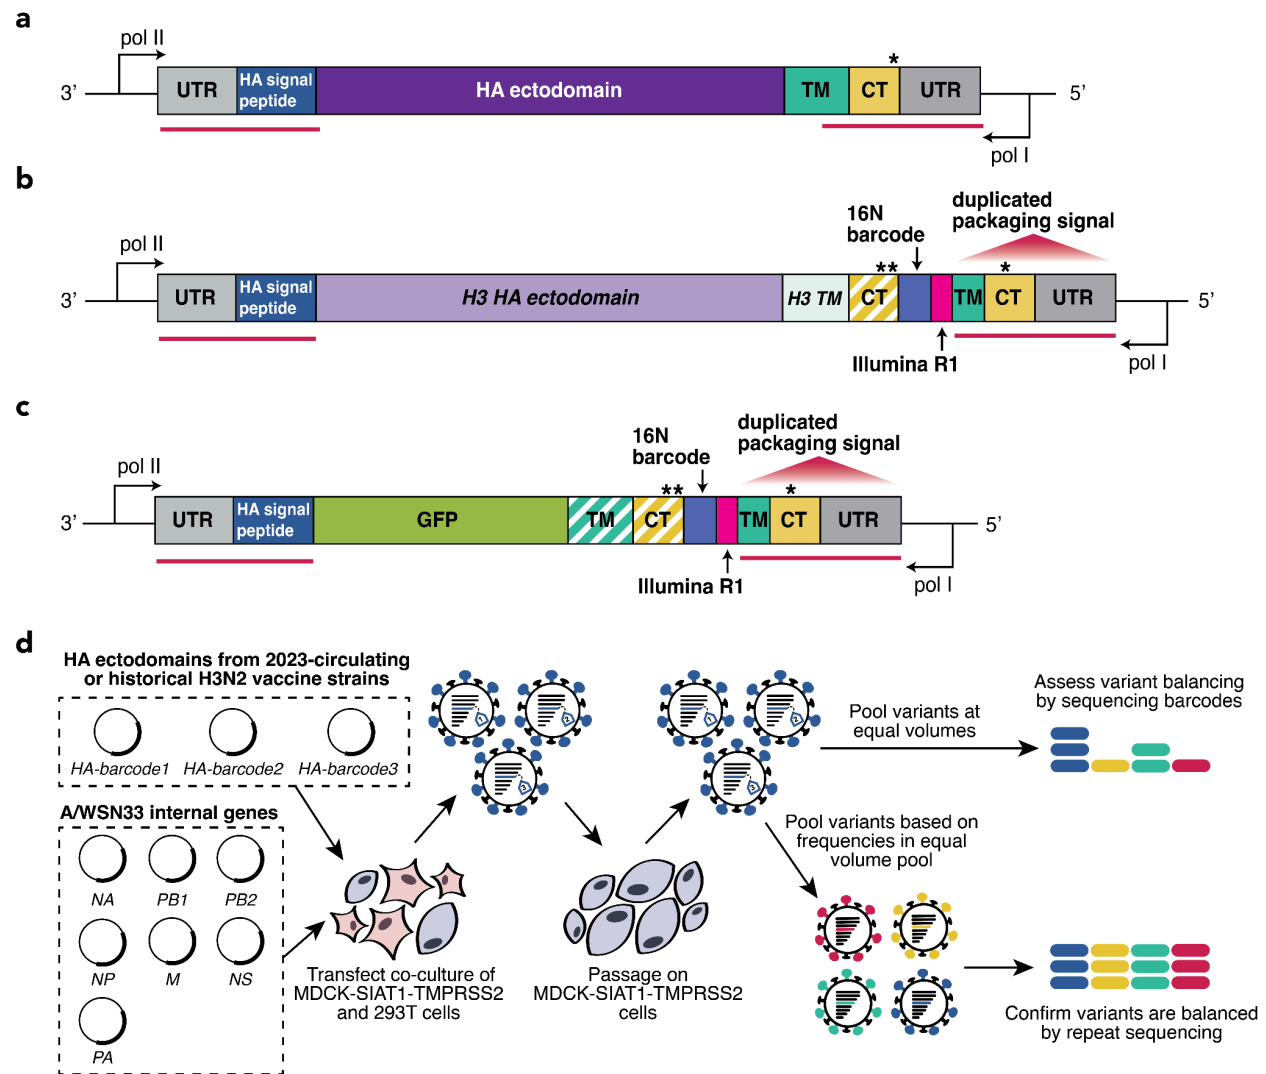 a
pol II
3’
UTR
HA signal
peptide
HA ectodomain
TM
*
CT
UTR
5’
pol I
b
pol II
3’
UTR
HA signal
peptide
H3 HA ectodomain
H3 TM
**
CT
16N
barcode
Illumina R1
duplicated
packaging signal
TM
*
CT
UTR
5’
pol I
c
pol II
3’
UTR
HA signal
peptide
GFP
TM
**
CT
16N
barcode
Illumina R1
duplicated
packaging signal
TM
*
CT
UTR
5’
pol I
d
HA ectodomains from 2023-circulating
or historical H3N2 vaccine strains
HA-barcode1
HA-barcode2
HA-barcode3
A/WSN33 internal genes
NA
PB1
PB2
NP
M
NS
PA
Transfect co-culture of
MDCK-SIAT1-TMPRSS2
and 293T cells
1
2
3
Passage on
MDCK-SIAT1-TMPRSS2
cells
1
2
3
Pool variants at
equal volumes
Assess variant balancing
by sequencing barcodes
Pool variants based on
frequencies in equal
volume pool
Confirm variants are balanced
by repeat sequencing